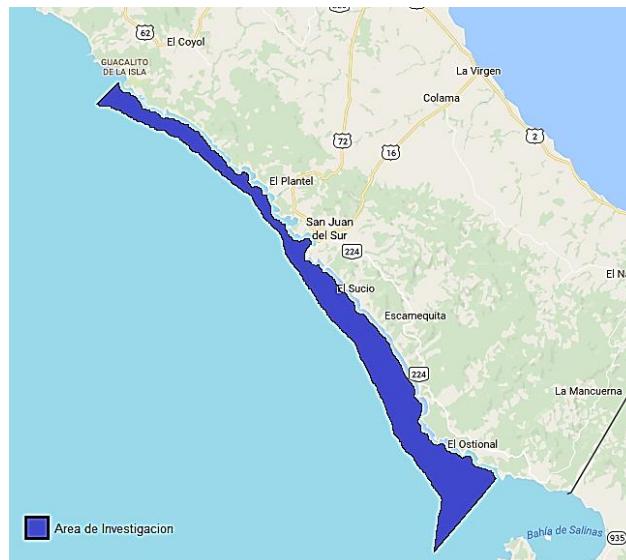 62
El Coyol
GUACALITO
DE LA ISLA
La Virgen
Colama
2
72
16
El Plantel
San Juan
del Sur
224
El Sucio
El Na
Escamequita
224
La Mancuerna
El Ostional
Area de Investigacion
Bahía de Salinas
935